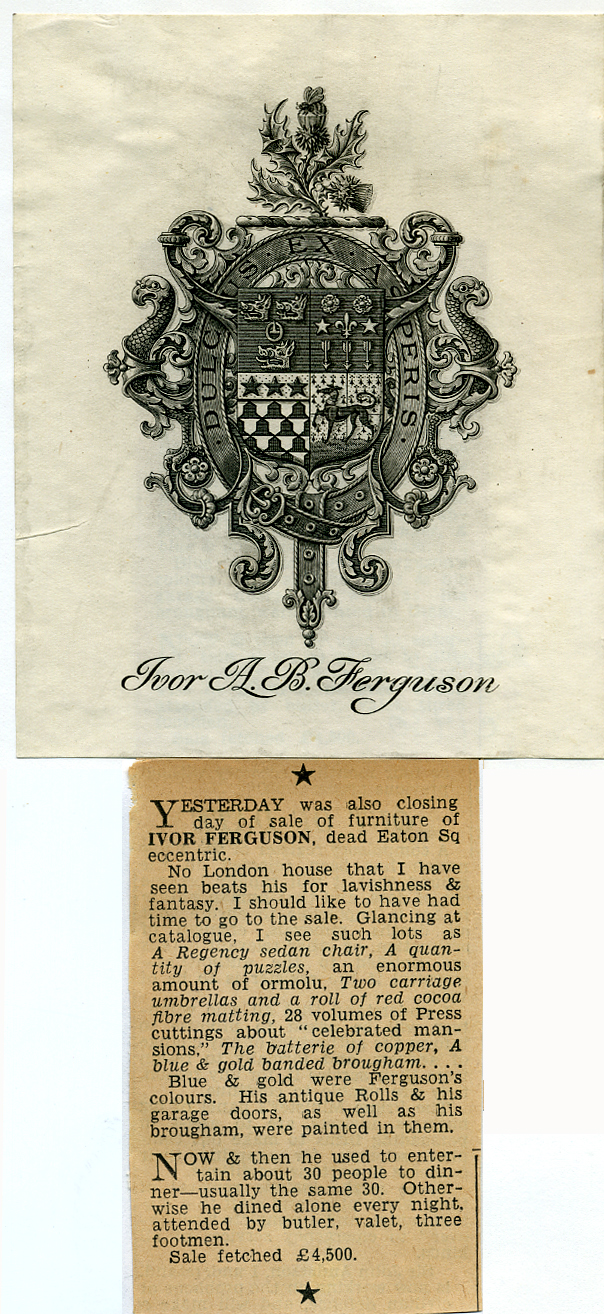 DULCIUS · EX · ASPERIS ·
Ivor A. B. Ferguson
YESTERDAY was also closing
day of sale of furniture of
IVOR FERGUSON, dead Eaton Sq
eccentric.
No London house that I have
seen beats his for lavishness &
fantasy. I should like to have had
time to go to the sale. Glancing at
catalogue, I see such lots as
A Regency sedan chair, A quan-
tity of puzzles, an enormous
amount of ormolu, Two carriage
umbrellas and a roll of red cocoa
fibre matting, 28 volumes of Press
cuttings about "celebrated man-
sions," The batterie of copper, A
blue & gold banded brougham. . . .
Blue & gold were Ferguson's
colours. His antique Rolls & his
garage doors, as well as his
brougham, were painted in them.
NOW & then he used to enter-
tain about 30 people to din-
ner—usually the same 30. Other-
wise he dined alone every night,
attended by butler, valet, three
footmen.
Sale fetched £4,500.